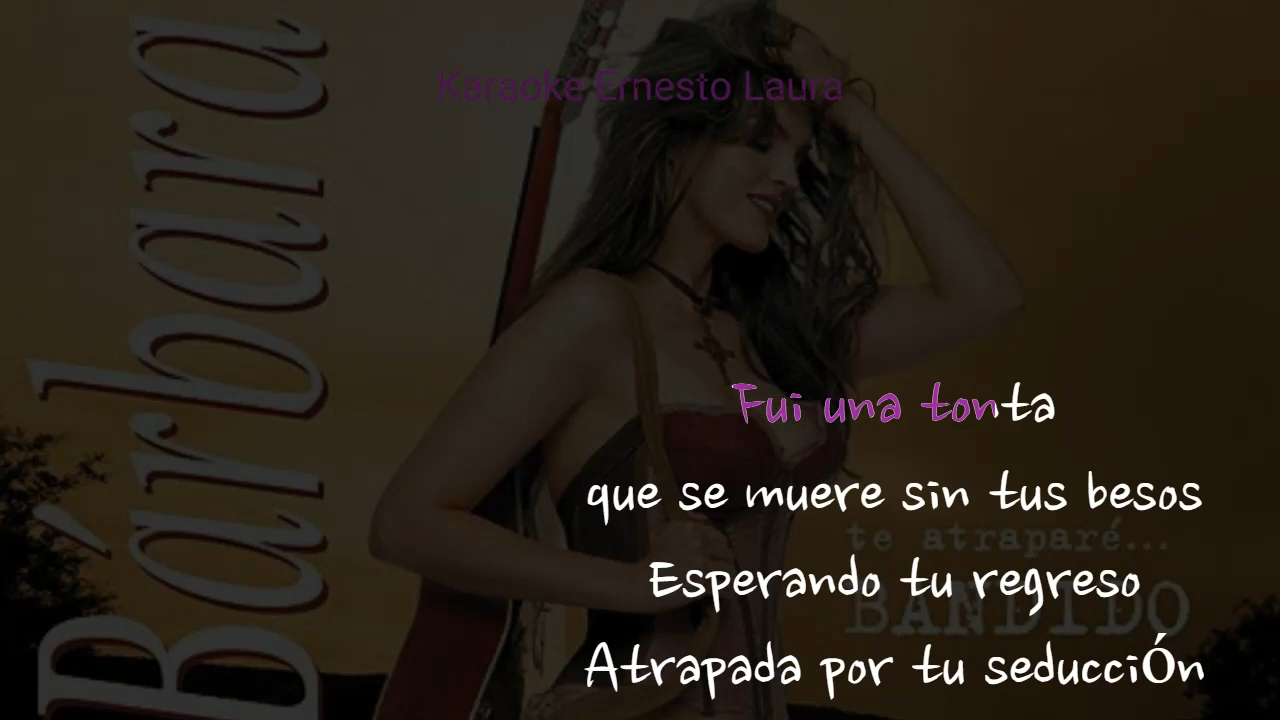 Bárbara
Karaoke Ernesto Laura
Fui una tonta
que se muere sin tus besos
te atraparé...
Esperando tu regreso
BANDIDO
Atrapada por tu seducciÓn